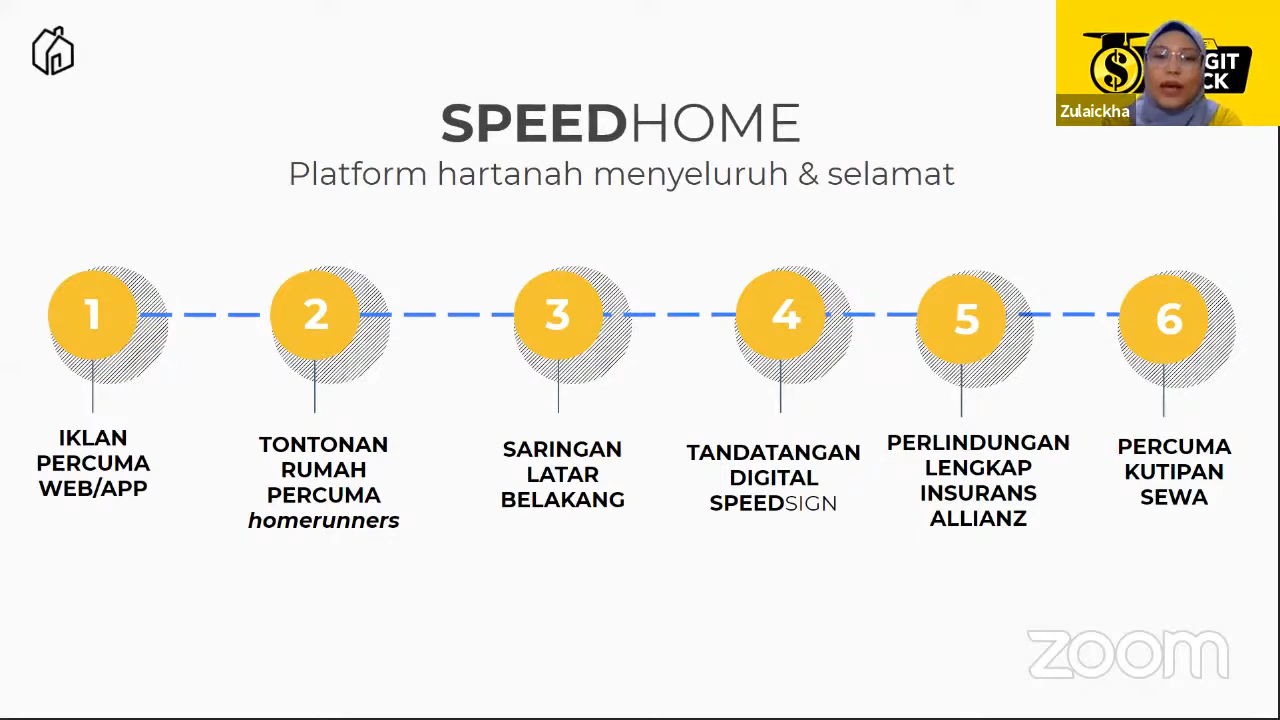 SPEEDHOME
Platform hartanah menyeluruh & selamat
Zulaickha
1
2
3
4
5
6
IKLAN
PERCUMA
WEB/APP
TONTONAN
RUMAH
PERCUMA
homerunners
SARINGAN
LATAR
BELAKANG
TANDATANGAN
DIGITAL
SPEEDSIGN
PERLINDUNGAN
LENGKAP
INSURANS
ALLIANZ
PERCUMA
KUTIPAN
SEWA
zoom